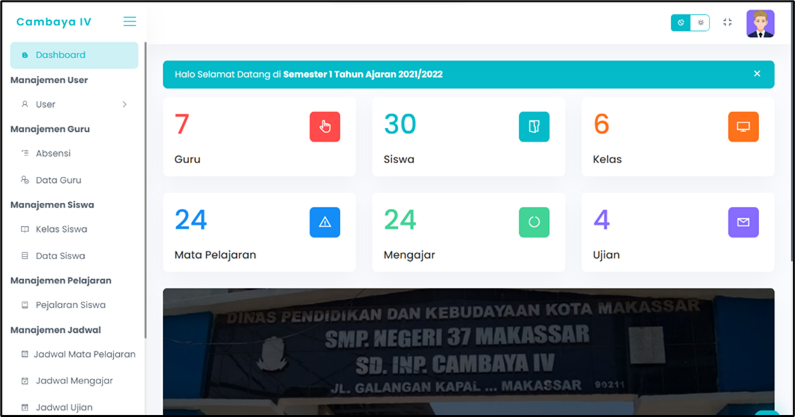 Cambaya IV
Dashboard
Manajemen User
User
Manajemen Guru
Absensi
Data Guru
Manajemen Siswa
Kelas Siswa
Data Siswa
Manajemen Pelajaran
Pejalaran Siswa
Manajemen Jadwal
Jadwal Mata Pelajaran
Jadwal Mengajar
Jadwal Ujian
Halo Selamat Datang di Semester 1 Tahun Ajaran 2021/2022
7
Guru
30
Siswa
6
Kelas
24
Mata Pelajaran
24
Mengajar
4
Ujian
DINAS PENDIDIKAN DAN KEBUDAYAAN KOTA MAKASSAR
SMP. NEGERI 37 MAKASSAR
SD. INP. CAMBAYA IV
JL. GALANGAN KAPAL ... MAKASSAR 90211